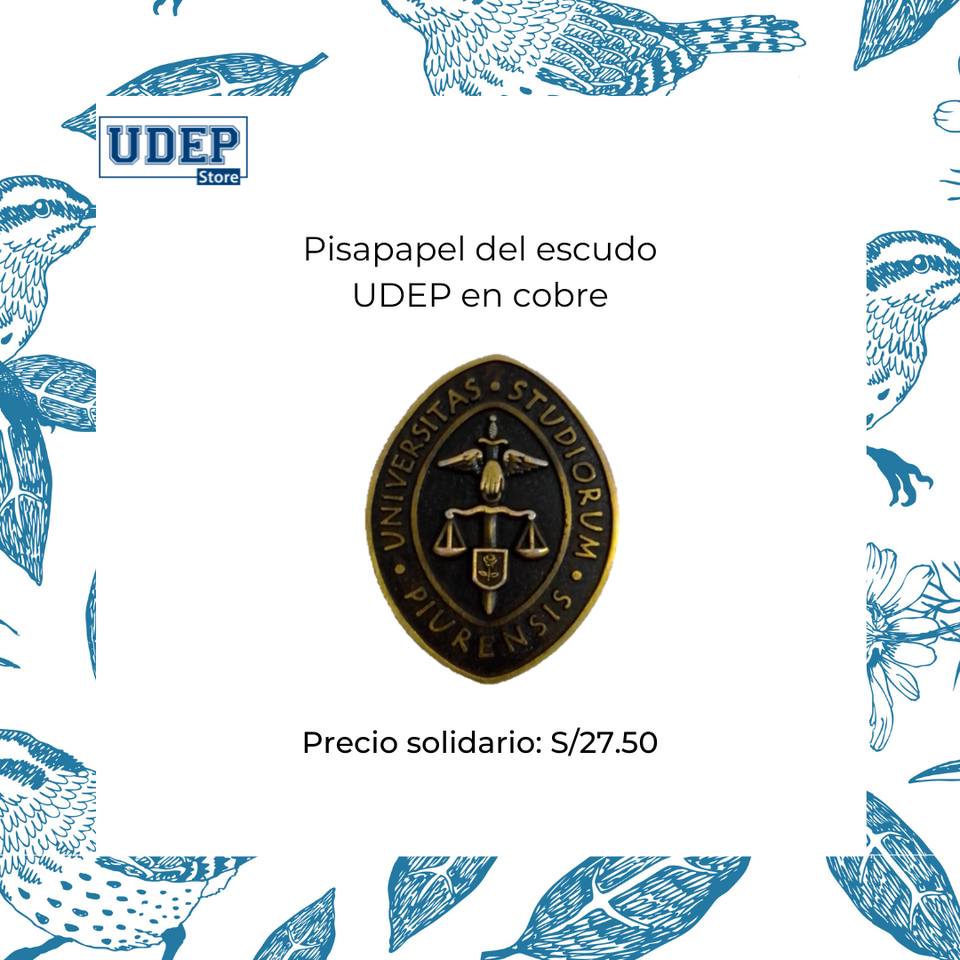 UDEP
Store
Pisapapel del escudo
UDEP en cobre
UNIVERSITAS • STUDIORUM • PIURENSIS •
Precio solidario: S/27.50